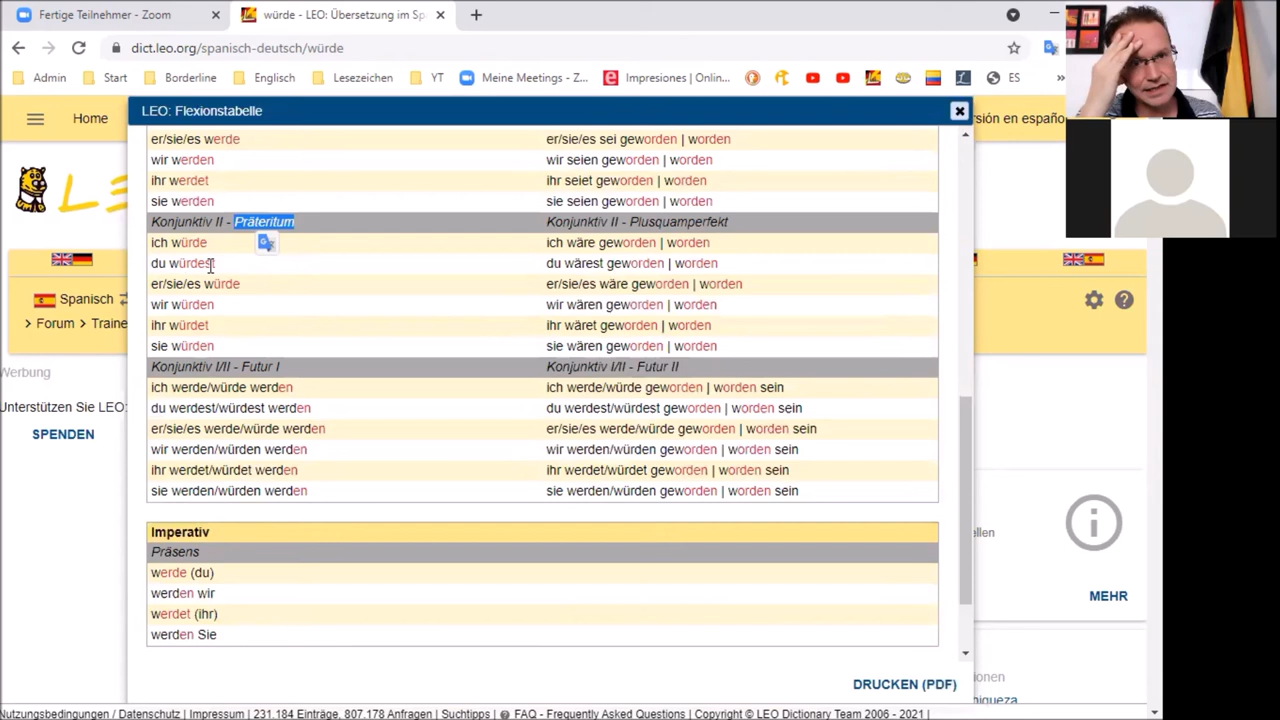 Fertige Teilnehmer - Zoom
würde - LEO: Übersetzung im Sp
dict.leo.org/spanisch-deutsch/würde
Admin Start Borderline Englisch Lesezeichen YT Meine Meetings - Z... Impresiones | Onlin... ES
LEO: Flexionstabelle
Home
rsión en españo
er/sie/es werde er/sie/es sei geworden | worden
wir werden wir seien geworden | worden
ihr werdet ihr seiet geworden | worden
sie werden sie seien geworden | worden
Konjunktiv II - Präteritum Konjunktiv II - Plusquamperfekt
ich würde ich wäre geworden | worden
du würdest du wärest geworden | worden
er/sie/es würde er/sie/es wäre geworden | worden
wir würden wir wären geworden | worden
ihr würdet ihr wäret geworden | worden
sie würden sie wären geworden | worden
Konjunktiv I/II - Futur I Konjunktiv I/II - Futur II
ich werde/würde werden ich werde/würde geworden | worden sein
du werdest/würdest werden du werdest/würdest geworden | worden sein
er/sie/es werde/würde werden er/sie/es werde/würde geworden | worden sein
wir werden/würden werden wir werden/würden geworden | worden sein
ihr werdet/würdet werden ihr werdet/würdet geworden | worden sein
sie werden/würden werden sie werden/würden geworden | worden sein
Imperativ
Präsens
werde (du)
werden wir
werdet (ihr)
werden Sie
DRUCKEN (PDF)
LE
Spanisch
> Forum > Traine
Werbung
Unterstützen Sie LEO:
SPENDEN
ellen
MEHR
onen
niqueza
Nutzungsbedingungen / Datenschutz | Impressum | 231.184 Einträge, 807.178 Anfragen | Suchtipps | FAQ - Frequently Asked Questions | Copyright © LEO Dictionary Team 2006 - 2021 |